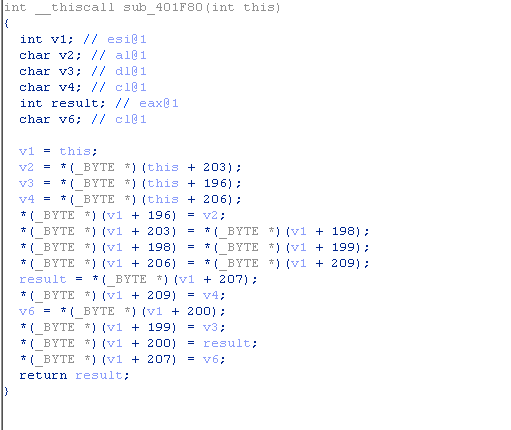 int __thiscall sub_401F80(int this)
{
  int v1; // esi@1
  char v2; // al@1
  char v3; // dl@1
  char v4; // cl@1
  int result; // eax@1
  char v6; // cl@1

  v1 = this;
  v2 = *(_BYTE *)(this + 203);
  v3 = *(_BYTE *)(this + 196);
  v4 = *(_BYTE *)(this + 206);
  *(_BYTE *)(v1 + 196) = v2;
  *(_BYTE *)(v1 + 203) = *(_BYTE *)(v1 + 198);
  *(_BYTE *)(v1 + 198) = *(_BYTE *)(v1 + 199);
  *(_BYTE *)(v1 + 206) = *(_BYTE *)(v1 + 209);
  result = *(_BYTE *)(v1 + 207);
  *(_BYTE *)(v1 + 209) = v4;
  v6 = *(_BYTE *)(v1 + 200);
  *(_BYTE *)(v1 + 199) = v3;
  *(_BYTE *)(v1 + 200) = result;
  *(_BYTE *)(v1 + 207) = v6;
  return result;
}